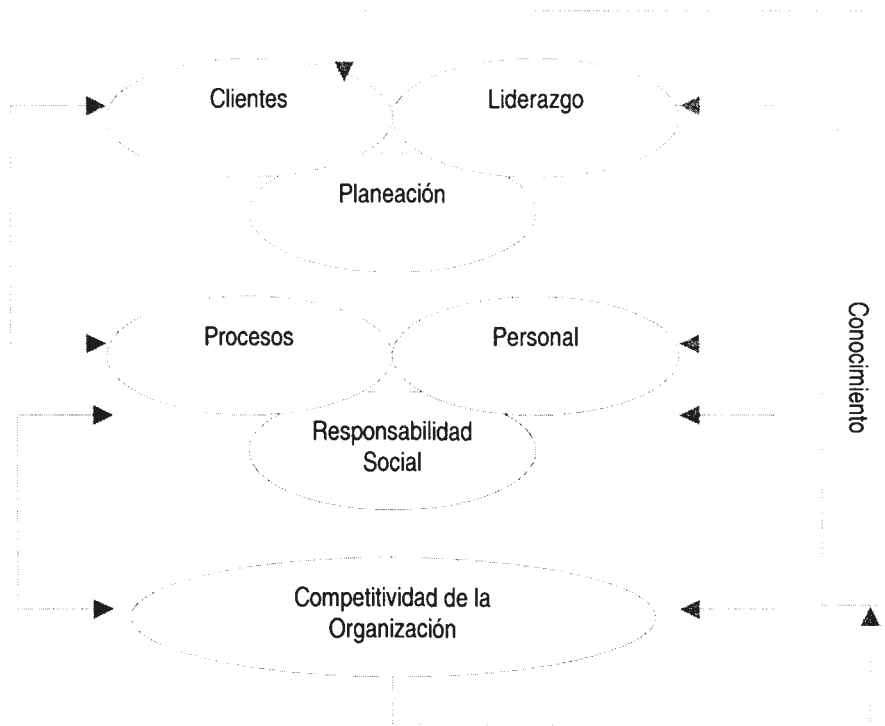 Clientes
Liderazgo
Planeación
Procesos
Personal
Conocimiento
Responsabilidad
Social
Competitividad de la
Organización